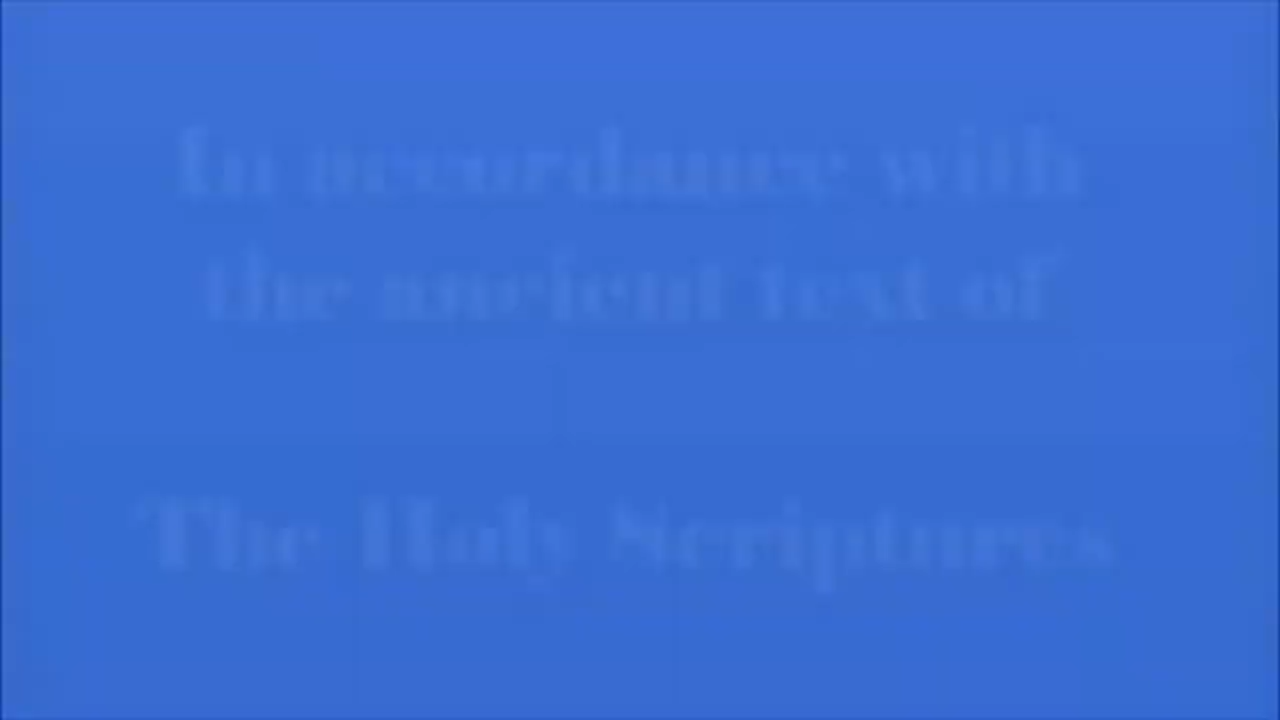 In accordance with
the ancient text of
The Holy Scriptures